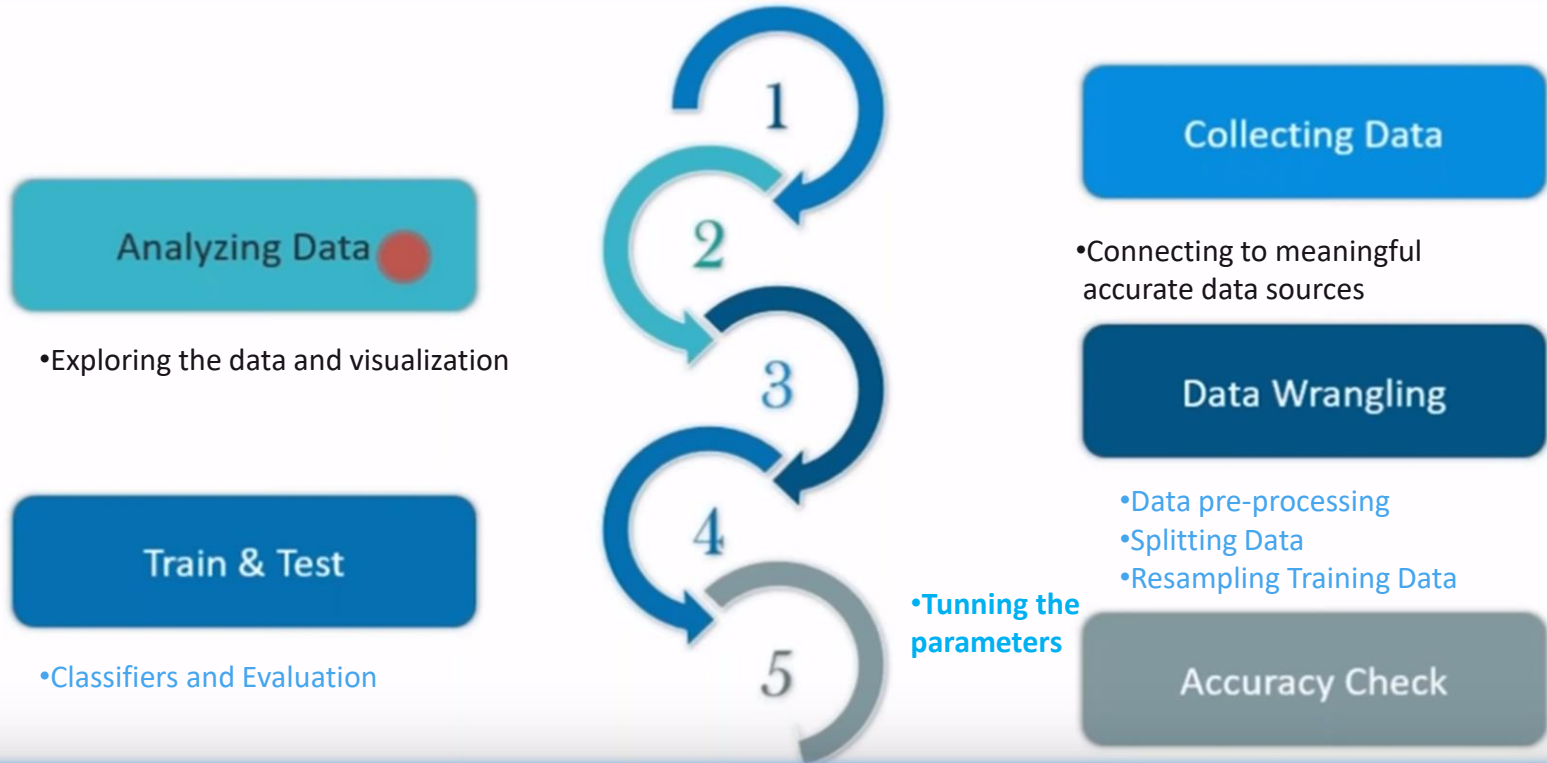 1
Collecting Data
•Connecting to meaningful
accurate data sources
2
Analyzing Data
•Exploring the data and visualization
3
Data Wrangling
•Data pre-processing
•Splitting Data
•Resampling Training Data
4
Train & Test
•Classifiers and Evaluation
5
•Tunning the
parameters
Accuracy Check